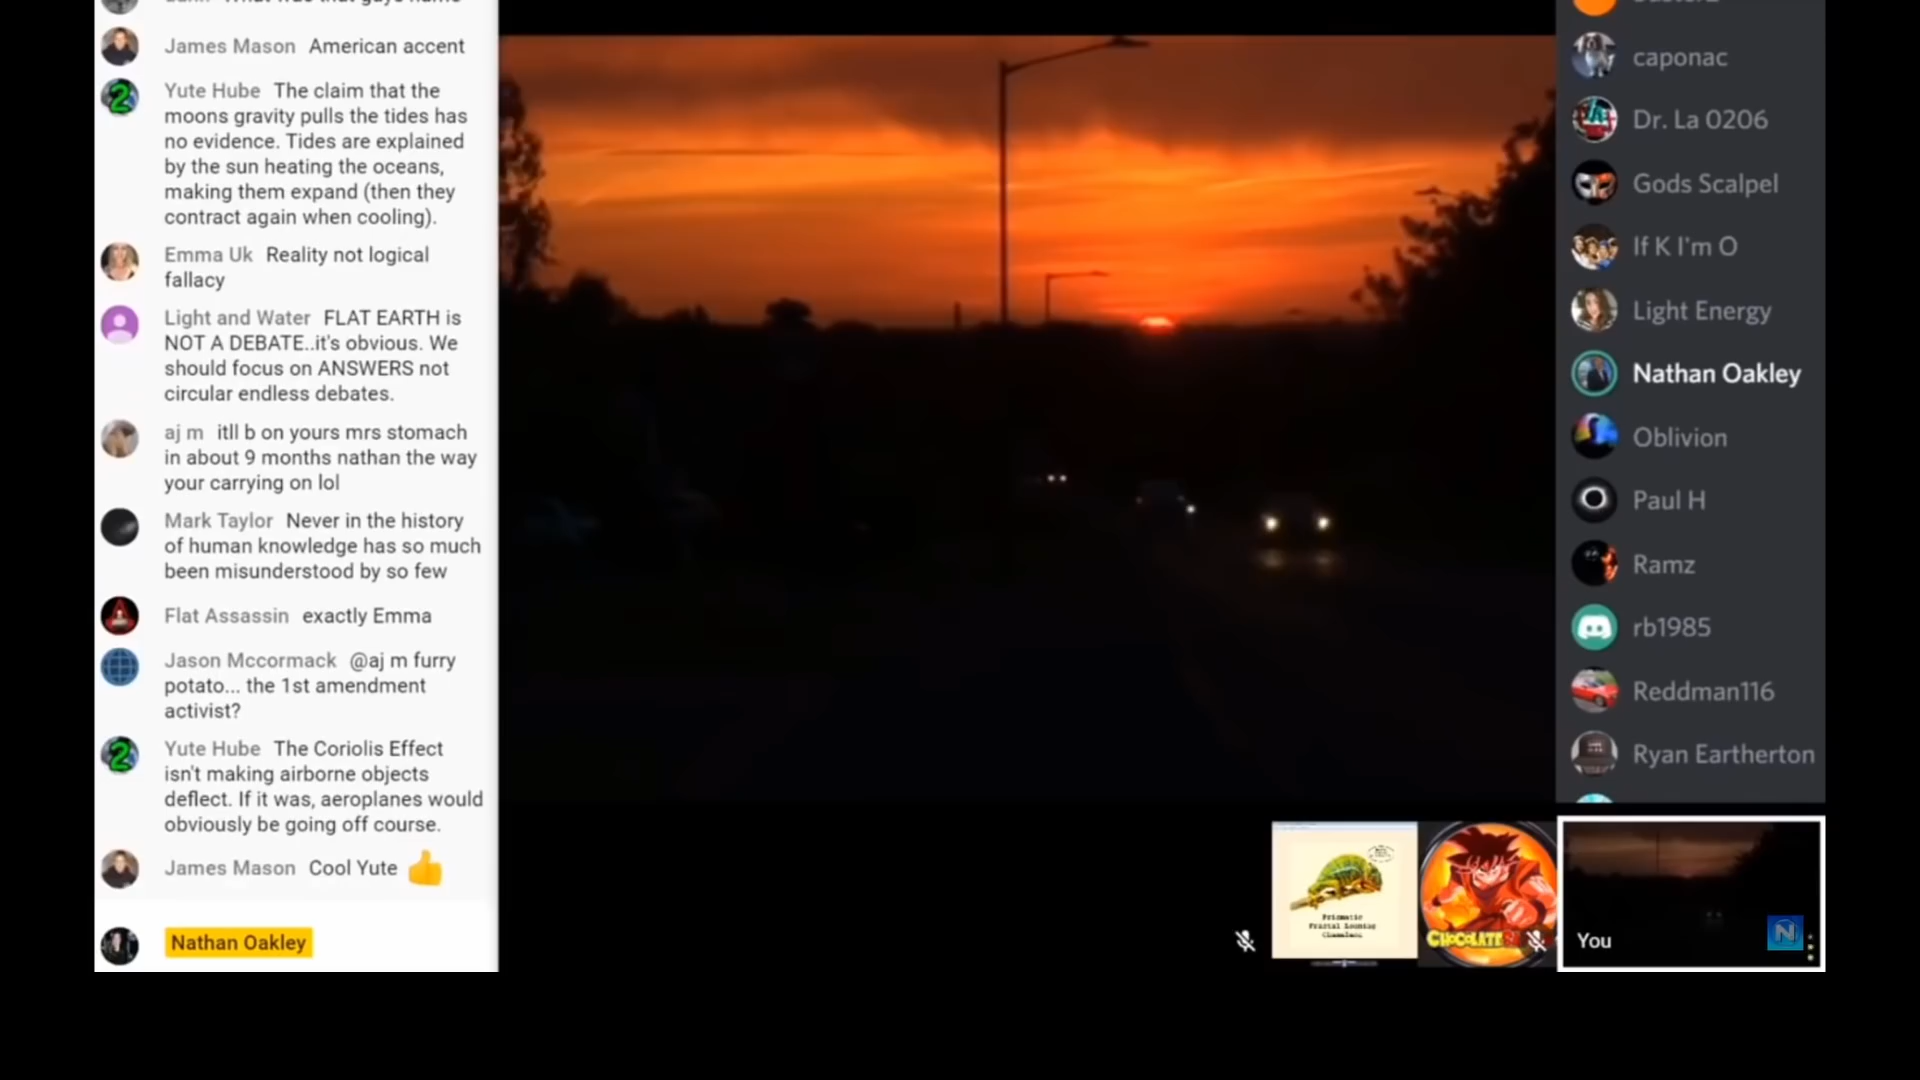 James Mason American accent
Yute Hube The claim that the
moons gravity pulls the tides has
no evidence. Tides are explained
by the sun heating the oceans,
making them expand (then they
contract again when cooling).
Emma Uk Reality not logical
fallacy
Light and Water FLAT EARTH is
NOT A DEBATE..it's obvious. We
should focus on ANSWERS not
circular endless debates.
aj m itll b on yours mrs stomach
in about 9 months nathan the way
your carrying on lol
Mark Taylor Never in the history
of human knowledge has so much
been misunderstood by so few
Flat Assassin exactly Emma
Jason Mccormack @aj m furry
potato... the 1st amendment
activist?
Yute Hube The Coriolis Effect
isn't making airborne objects
deflect. If it was, aeroplanes would
obviously be going off course.
James Mason Cool Yute 👍
Nathan Oakley
caponac
Dr. La 0206
Gods Scalpel
If K I'm O
Light Energy
Nathan Oakley
Oblivion
Paul H
Ramz
rb1985
Reddman116
Ryan Eartherton
Prismatic
Fractal Looming
Chameleons
CHOCOLATE
You
N